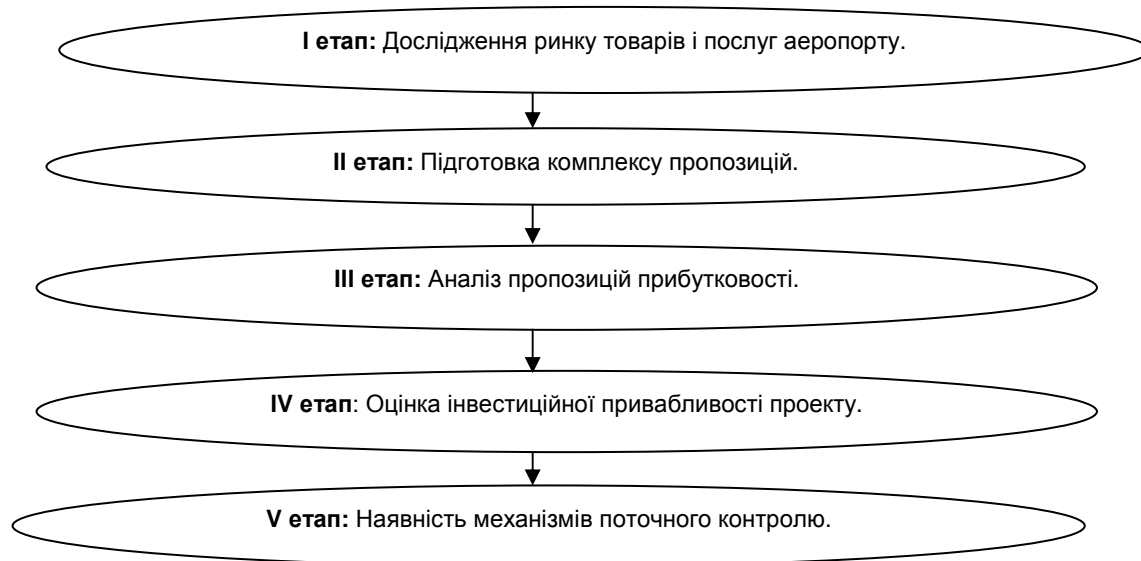 I етап: Дослідження ринку товарів і послуг аеропорту.
II етап: Підготовка комплексу пропозицій.
III етап: Аналіз пропозицій прибутковості.
IV етап: Оцінка інвестиційної привабливості проекту.
V етап: Наявність механізмів поточного контролю.